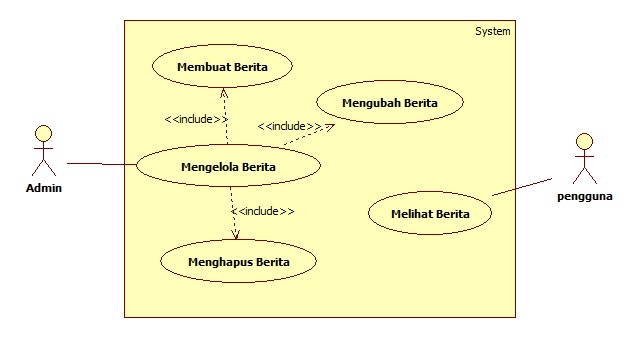 System
Membuat Berita
Mengubah Berita
<<include>>
<<include>>
Mengelola Berita
Admin
pengguna
Melihat Berita
<<include>>
Menghapus Berita